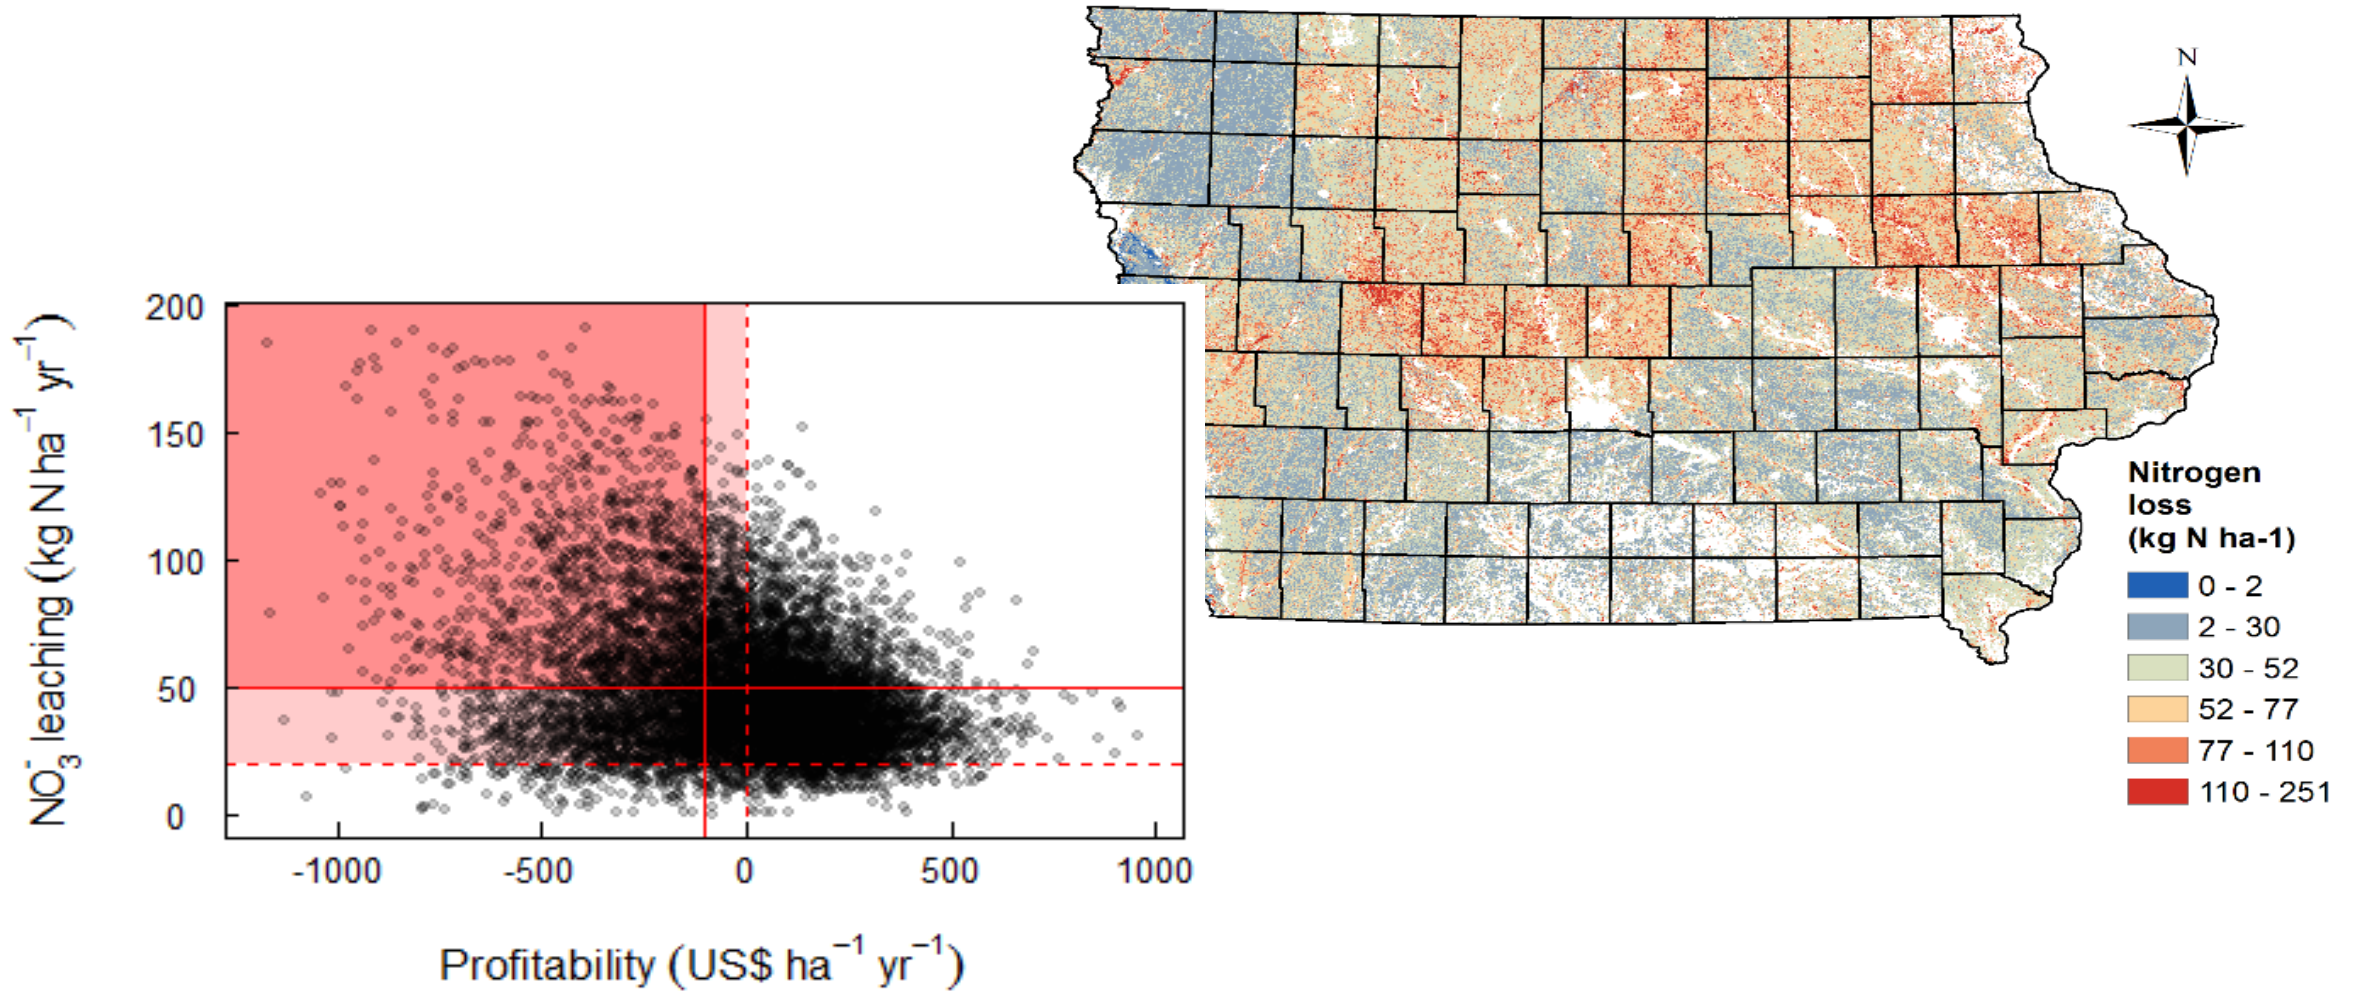 N
200
150
100
50
0
NO₃⁻ leaching (kg N ha⁻¹ yr⁻¹)
-1000 -500 0 500 1000
Profitability (US$ ha⁻¹ yr⁻¹)
Nitrogen
loss
(kg N ha-1)
0 - 2
2 - 30
30 - 52
52 - 77
77 - 110
110 - 251